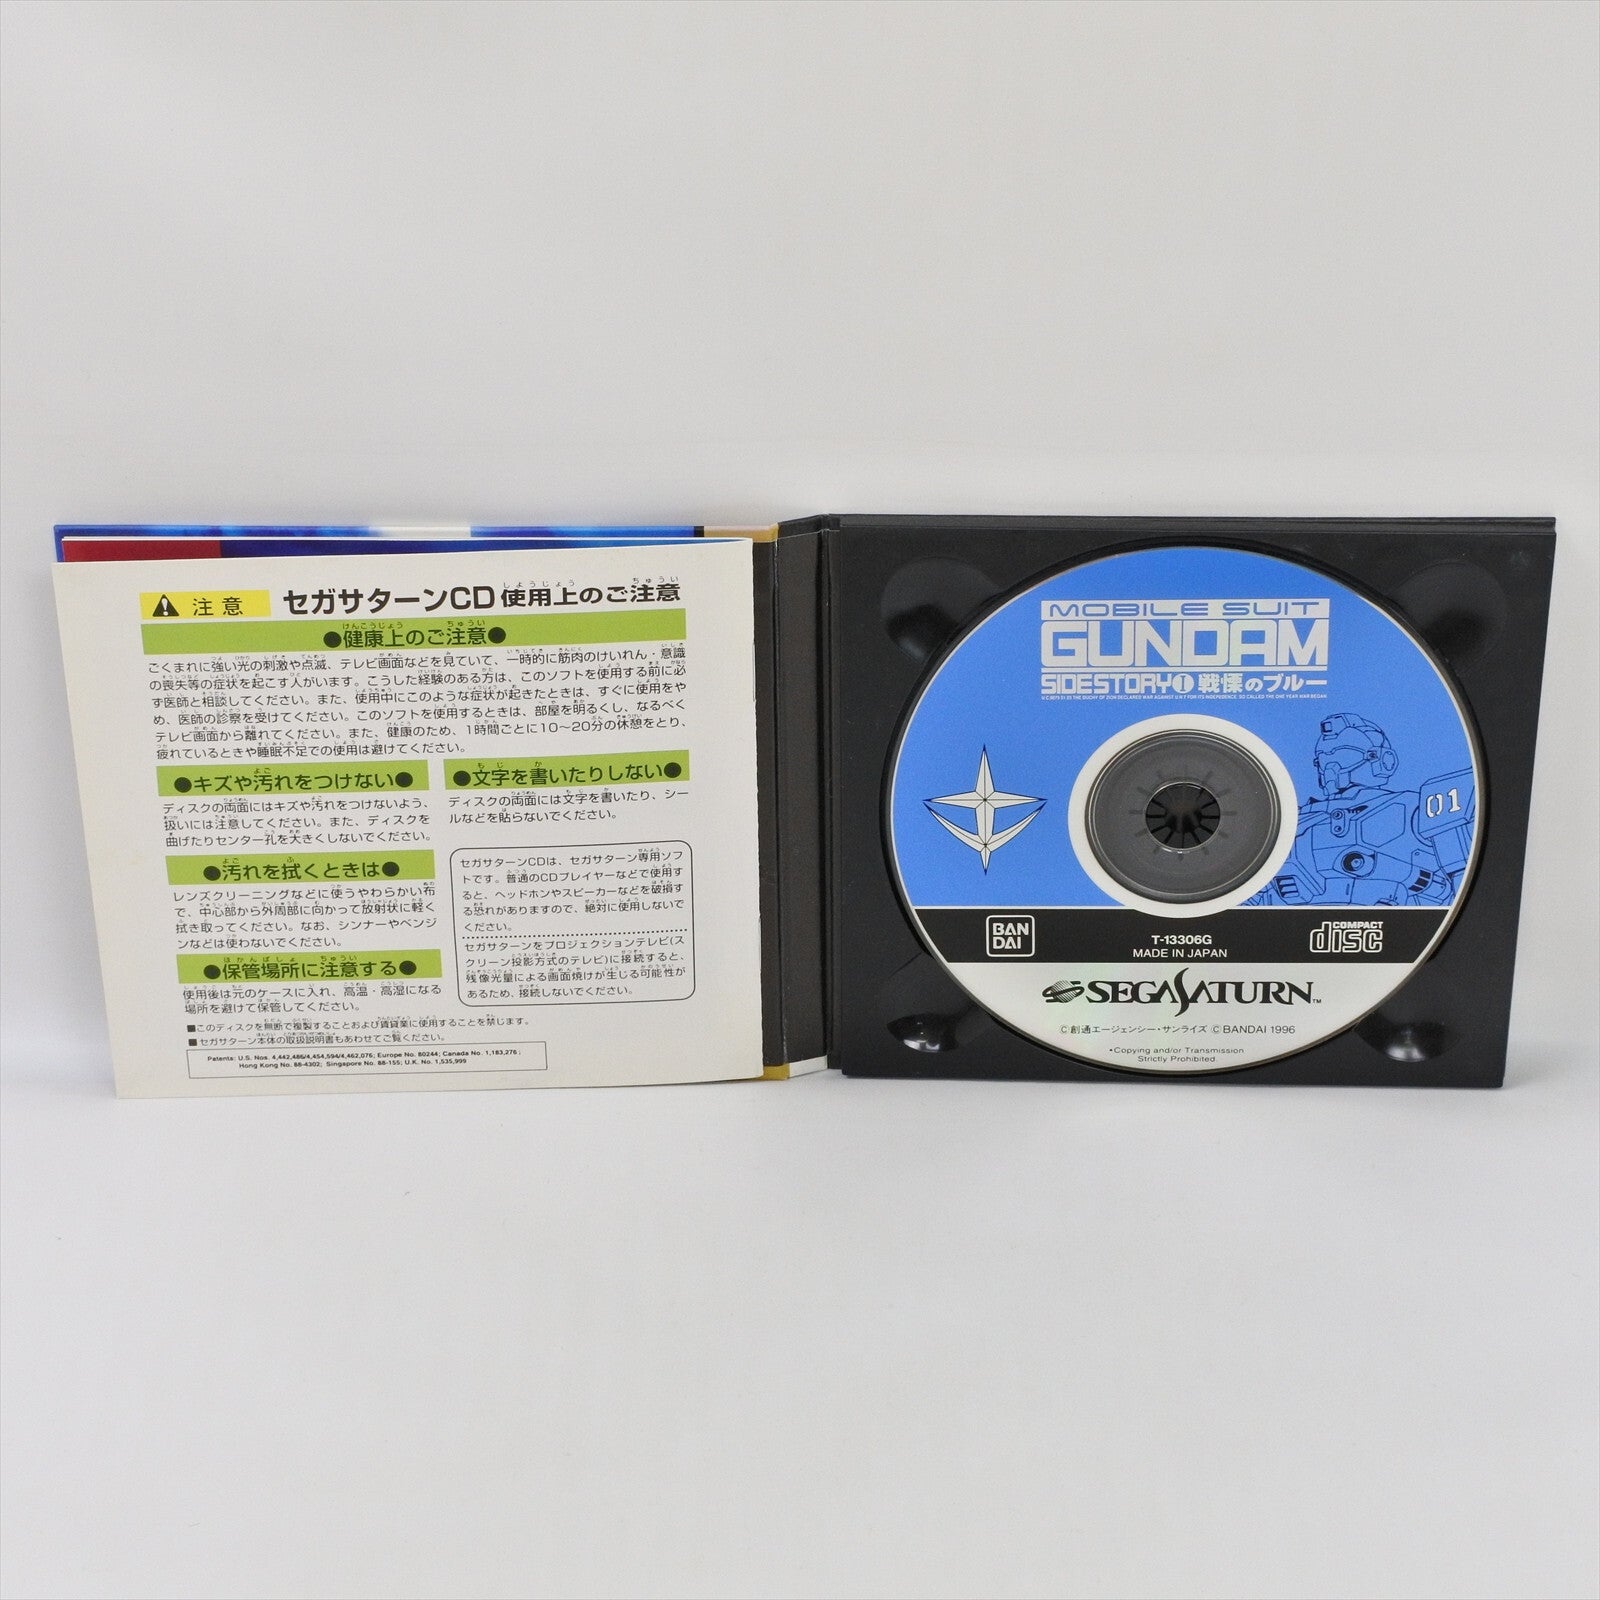 注意 セガサターンCD使用上のご注意
●健康上のご注意●
ごくまれに強い光の刺激や点滅、テレビ画面などを見ていて、一時的に筋肉のけいれん・意識
の喪失等の症状を起こす人がいます。こうした経験のある方は、このソフトを使用する前に必
ず医師と相談してください。また、使用中にこのような症状が起きたときは、すぐに使用をや
め、医師の診察を受けてください。このソフトを使用するときは、部屋を明るくし、なるべく
テレビ画面から離れてください。また、健康のため、1時間ごとに10〜20分の休憩をとり、
疲れているときや睡眠不足での使用は避けてください。
●キズや汚れをつけない●
ディスクの両面にはキズや汚れをつけないよう、
扱いには注意してください。また、ディスクを
曲げたりセンター孔を大きくしないでください。
●文字を書いたりしない●
ディスクの両面には文字を書いたり、シー
ルなどを貼らないでください。
●汚れを拭くときは●
レンズクリーニングなどに使うやわらかい布
で、中心部から外周部に向かって放射状に軽く
拭き取ってください。なお、シンナーやベンジ
ンなどは使わないでください。
●保管場所に注意する●
使用後は元のケースに入れ、高温・高湿になる
場所を避けて保管してください。
セガサターンCDは、セガサターン専用ソフ
トです。普通のCDプレイヤーなどで使用す
ると、ヘッドホンやスピーカーなどを破損す
る恐れがありますので、絶対に使用しないで
ください。
セガサターンをプロジェクションテレビ(ス
クリーン投影方式のテレビ)に接続すると、
残像光量による画面焼けが生じる可能性が
あるため、接続しないでください。
■このディスクを無断で複製することおよび賃貸業に使用することを禁じます。
■セガサターン本体の取扱説明書もあわせてご覧ください。
Patents: U.S. Nos. 4,442,486/4,454,594/4,462,076; Europe No. 80244; Canada No. 1,183,276;
Hong Kong No. 88-4302; Singapore No. 88-155; U.K. No. 1,535,999
MOBILE SUIT
GUNDAM
SIDESTORY I 戦慄のブルー
01
BAN
DAI
T-13306G
MADE IN JAPAN
COMPACT
disc
SEGA SATURN™
©創通エージェンシー・サンライズ ©BANDAI 1996
•Copying and/or Transmission
Strictly Prohibited.